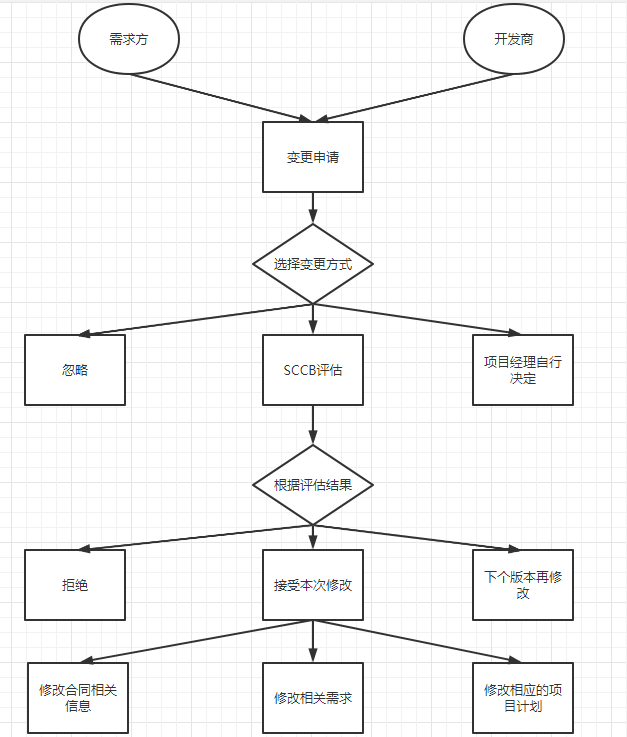 需求方
开发商
变更申请
选择变更方式
忽略
SCCB评估
项目经理自行
决定
根据评估结果
拒绝
接受本次修改
下个版本再修
改
修改合同相关
信息
修改相关需求
修改相应的项
目计划